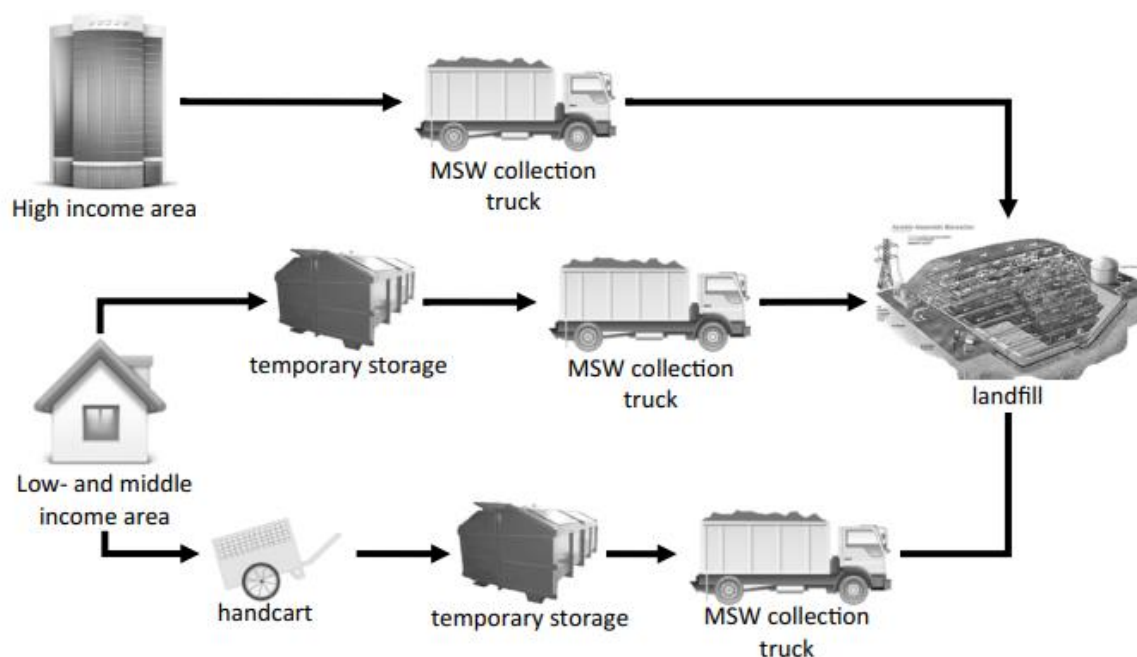 MSW collection
truck
High income area
temporary storage
MSW collection
truck
landfill
Low- and middle
income area
handcart
temporary storage
MSW collection
truck